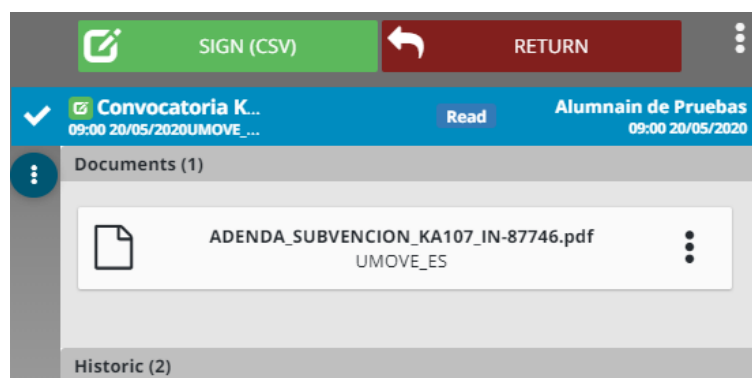 SIGN (CSV) RETURN
Convocatoria K... Read Alumnain de Pruebas
09:00 20/05/2020UMOVE_... 09:00 20/05/2020
Documents (1)
ADENDA_SUBVENCION_KA107_IN-87746.pdf
UMOVE_ES
Historic (2)